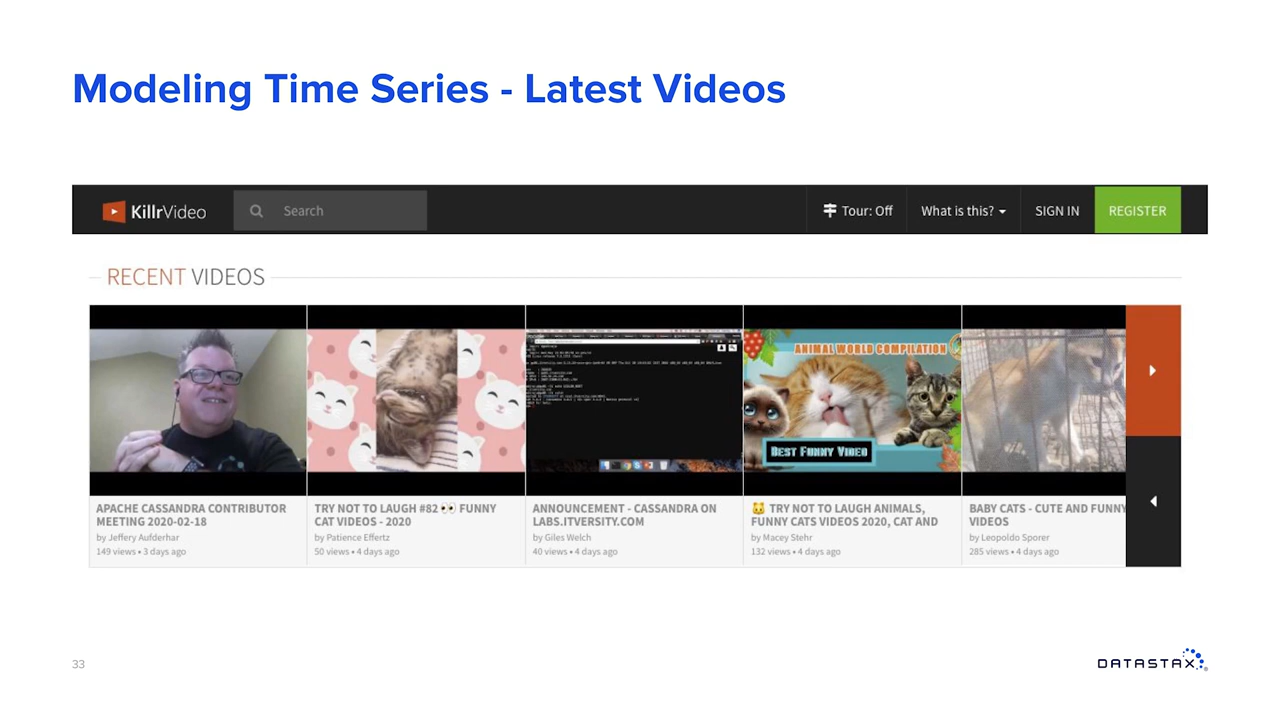 Modeling Time Series - Latest Videos
KillrVideo
Search
Tour: Off
What is this?
SIGN IN
REGISTER
RECENT VIDEOS
ANIMAL WORLD COMPILATION
BEST FUNNY VIDEO
APACHE CASSANDRA CONTRIBUTOR
MEETING 2020-02-18
by Jeffery Aufderhar
149 views • 3 days ago
TRY NOT TO LAUGH #82 👀 FUNNY
CAT VIDEOS - 2020
by Patience Effertz
50 views • 4 days ago
ANNOUNCEMENT - CASSANDRA ON
LABS.ITVERSITY.COM
by Giles Welch
40 views • 4 days ago
🐱 TRY NOT TO LAUGH ANIMALS,
FUNNY CATS VIDEOS 2020, CAT AND
by Macey Stehr
132 views • 4 days ago
BABY CATS - CUTE AND FUNNY
VIDEOS
by Leopoldo Sporer
285 views • 4 days ago
33
DATASTAX